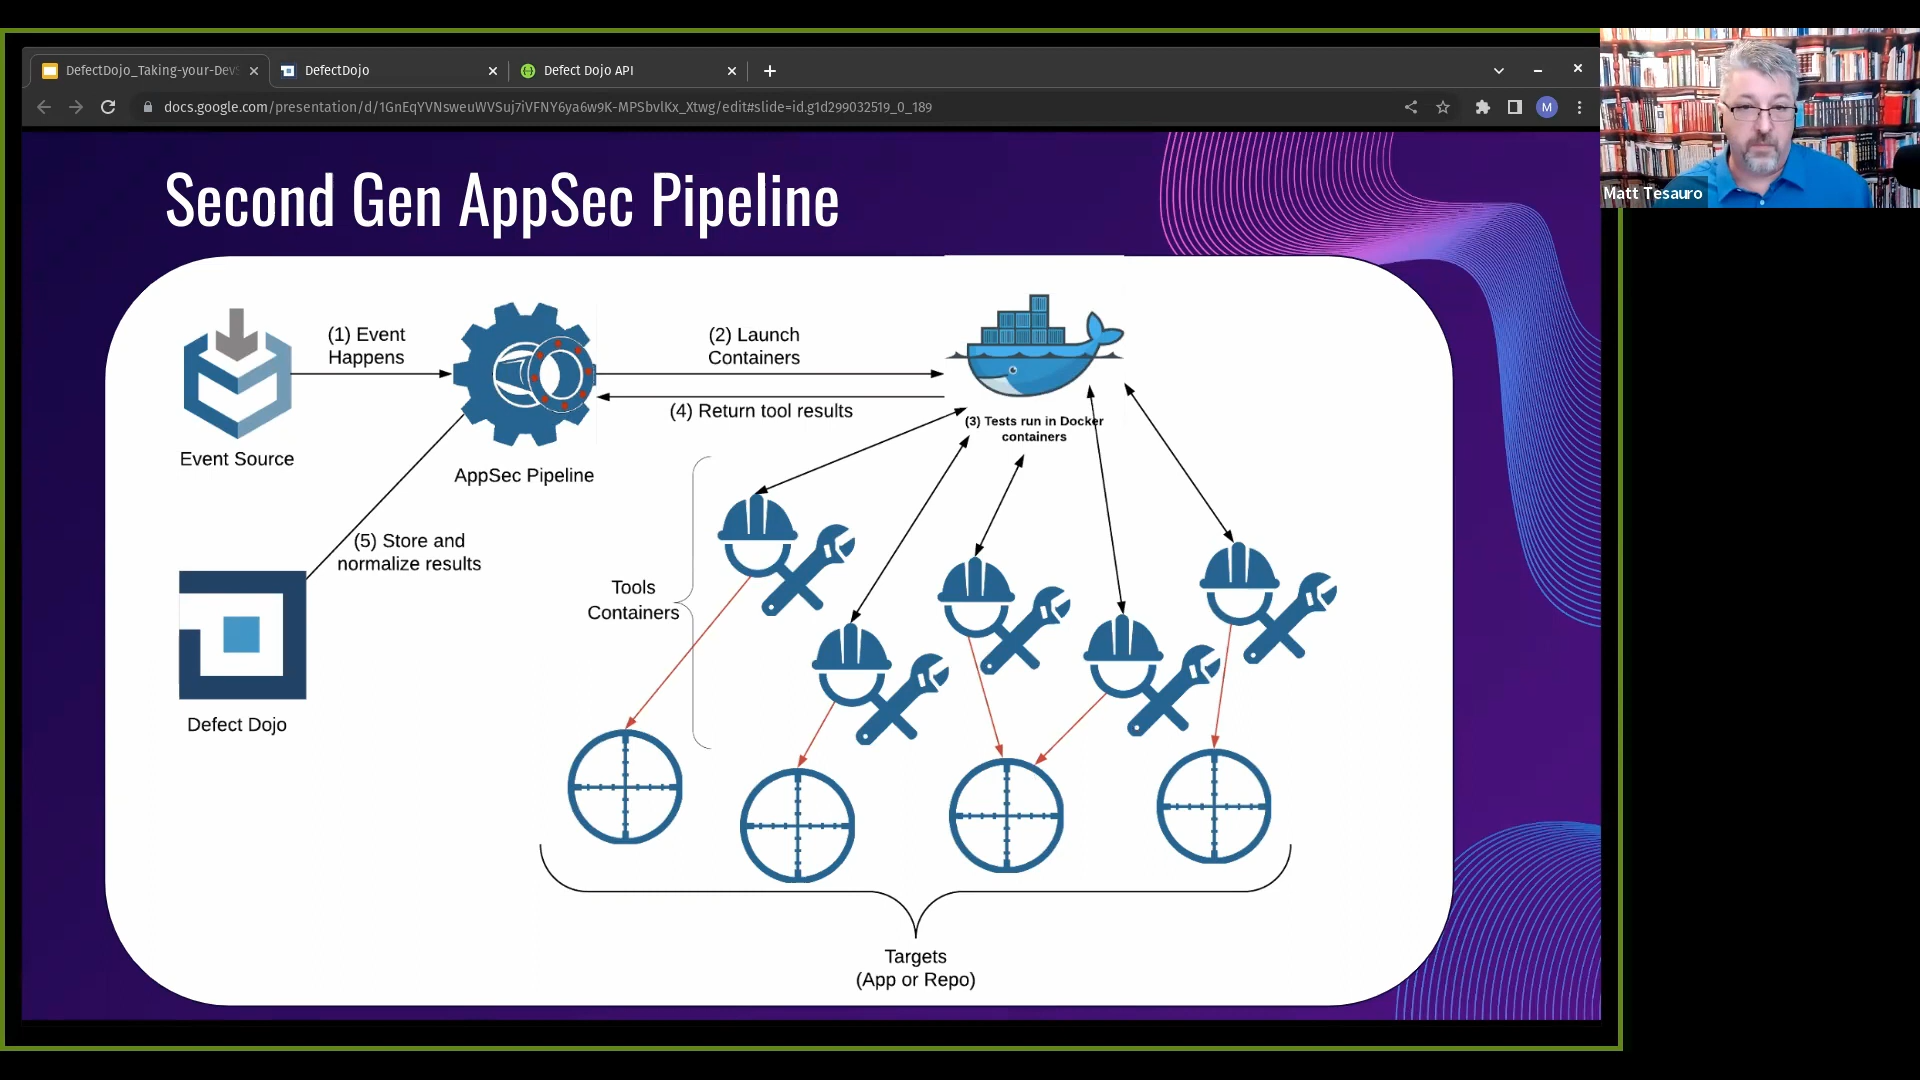 DefectDojo_Taking-your-Dev
DefectDojo
Defect Dojo API
docs.google.com/presentation/d/1GnEqYVNsweuWVSuj7iVFNY6ya6w9K-MPSbvlKx_Xtwg/edit#slide=id.g1d299032519_0_189
M
Matt Tesauro
Second Gen AppSec Pipeline
(1) Event
Happens
(2) Launch
Containers
(4) Return tool results
(3) Tests run in Docker
containers
Event Source
AppSec Pipeline
(5) Store and
normalize results
Tools
Containers
Defect Dojo
Targets
(App or Repo)